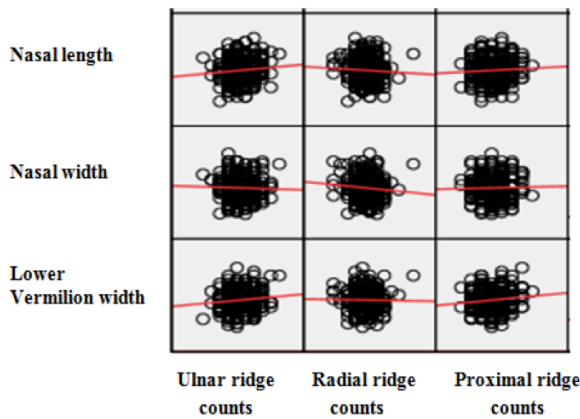 Nasal length
Nasal width
Lower
Vermilion width
Ulnar ridge
counts
Radial ridge
counts
Proximal ridge
counts